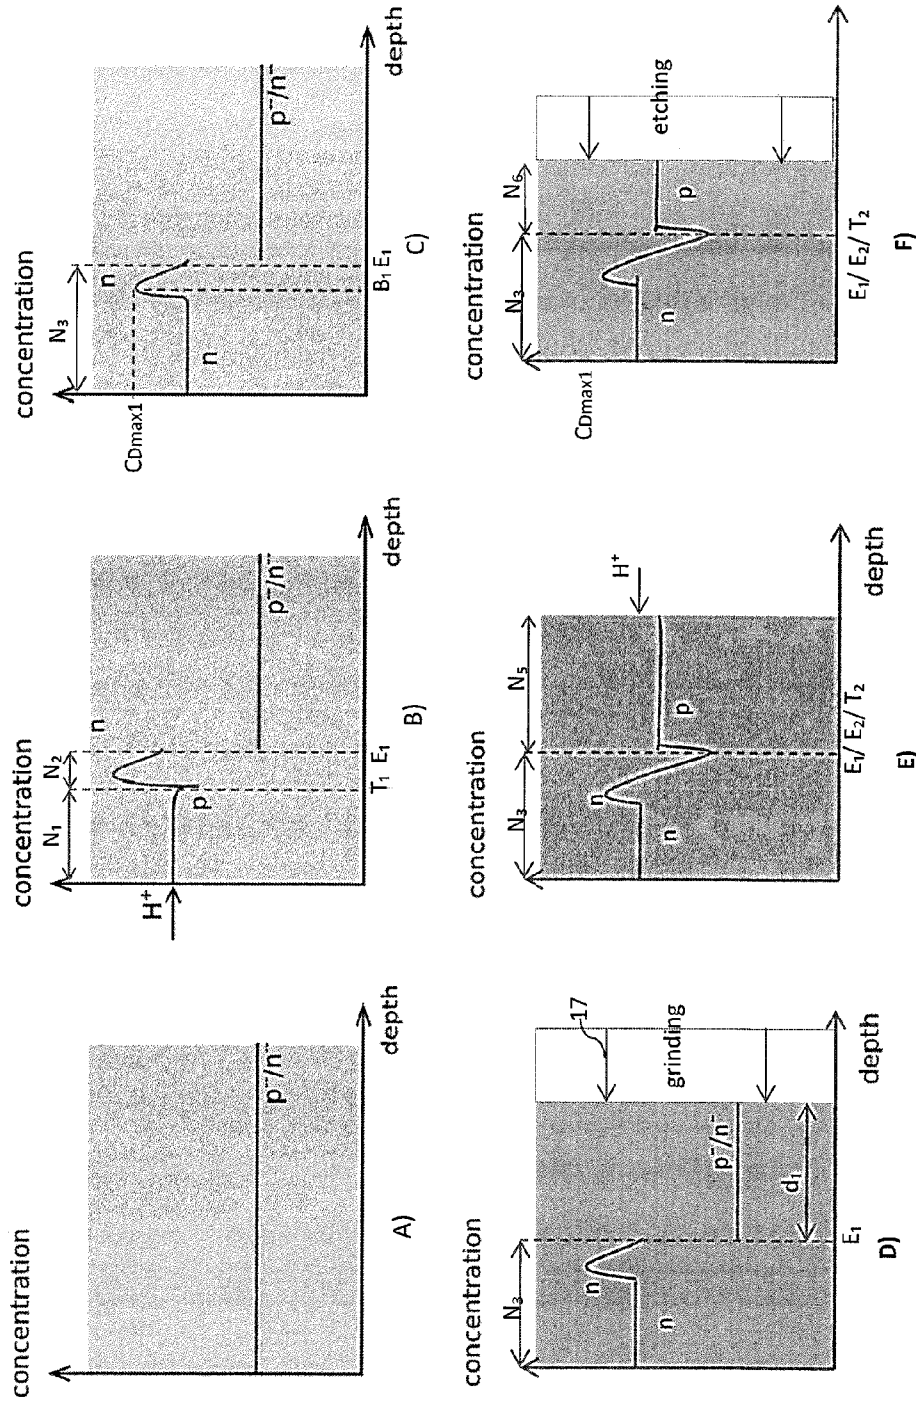 concentration
p⁻/n⁻
depth
A)
concentration
H⁺
N₁
N₂
n
p
p⁻/n⁻
T₁
E₁
depth
B)
concentration
CDmax1
N₃
n
n
p⁻/n⁻
B₁
E₁
depth
C)
concentration
N₃
n
n
17
grinding
p⁻/n⁻
d₁
E₁
depth
D)
concentration
N₃
N₅
n
n
p
H⁺
E₁/ E₂/ T₂
depth
E)
concentration
CDmax1
N₃
N₆
n
p
etching
E₁/ E₂/ T₂
F)